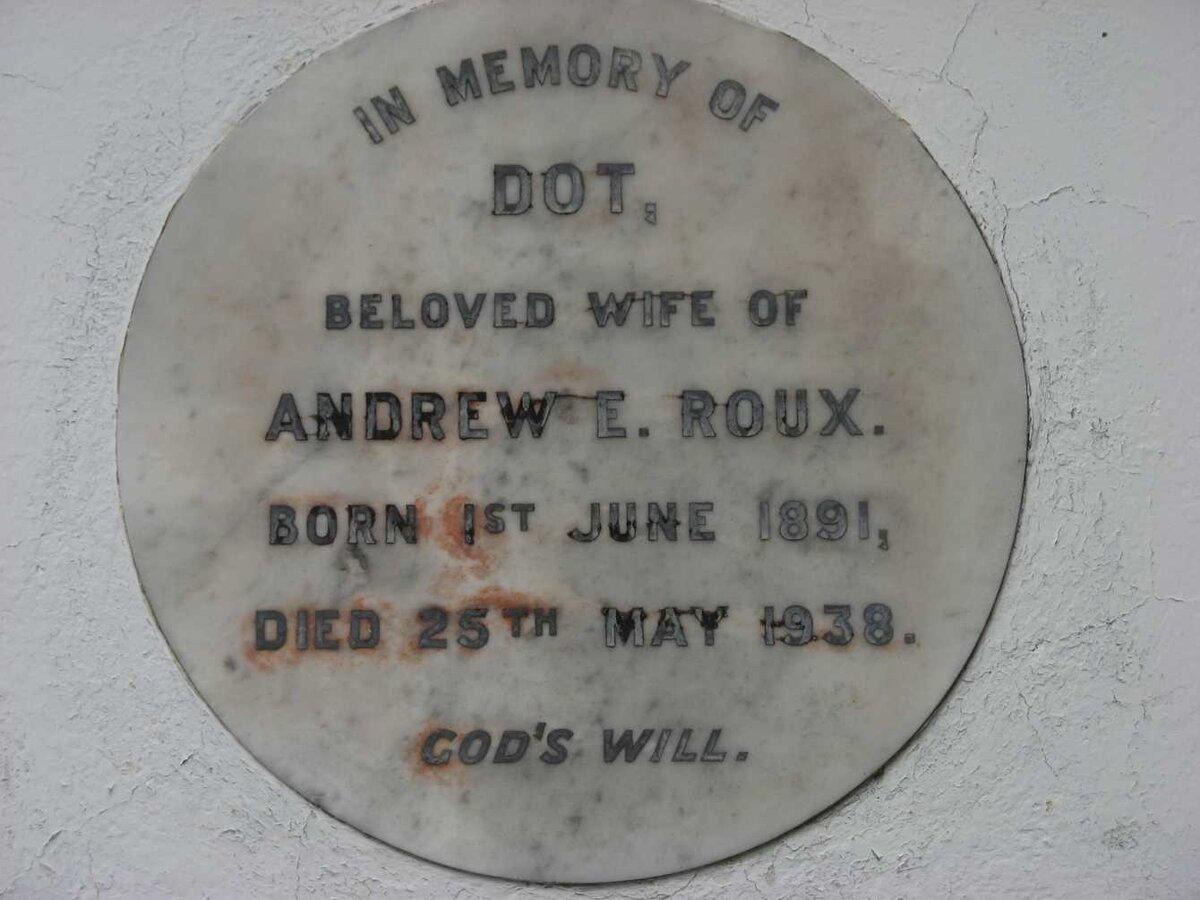 IN MEMORY OF
DOT,
BELOVED WIFE OF
ANDREW E. ROUX.
BORN 1ST JUNE 1891,
DIED 25TH MAY 1938.
GOD'S WILL.